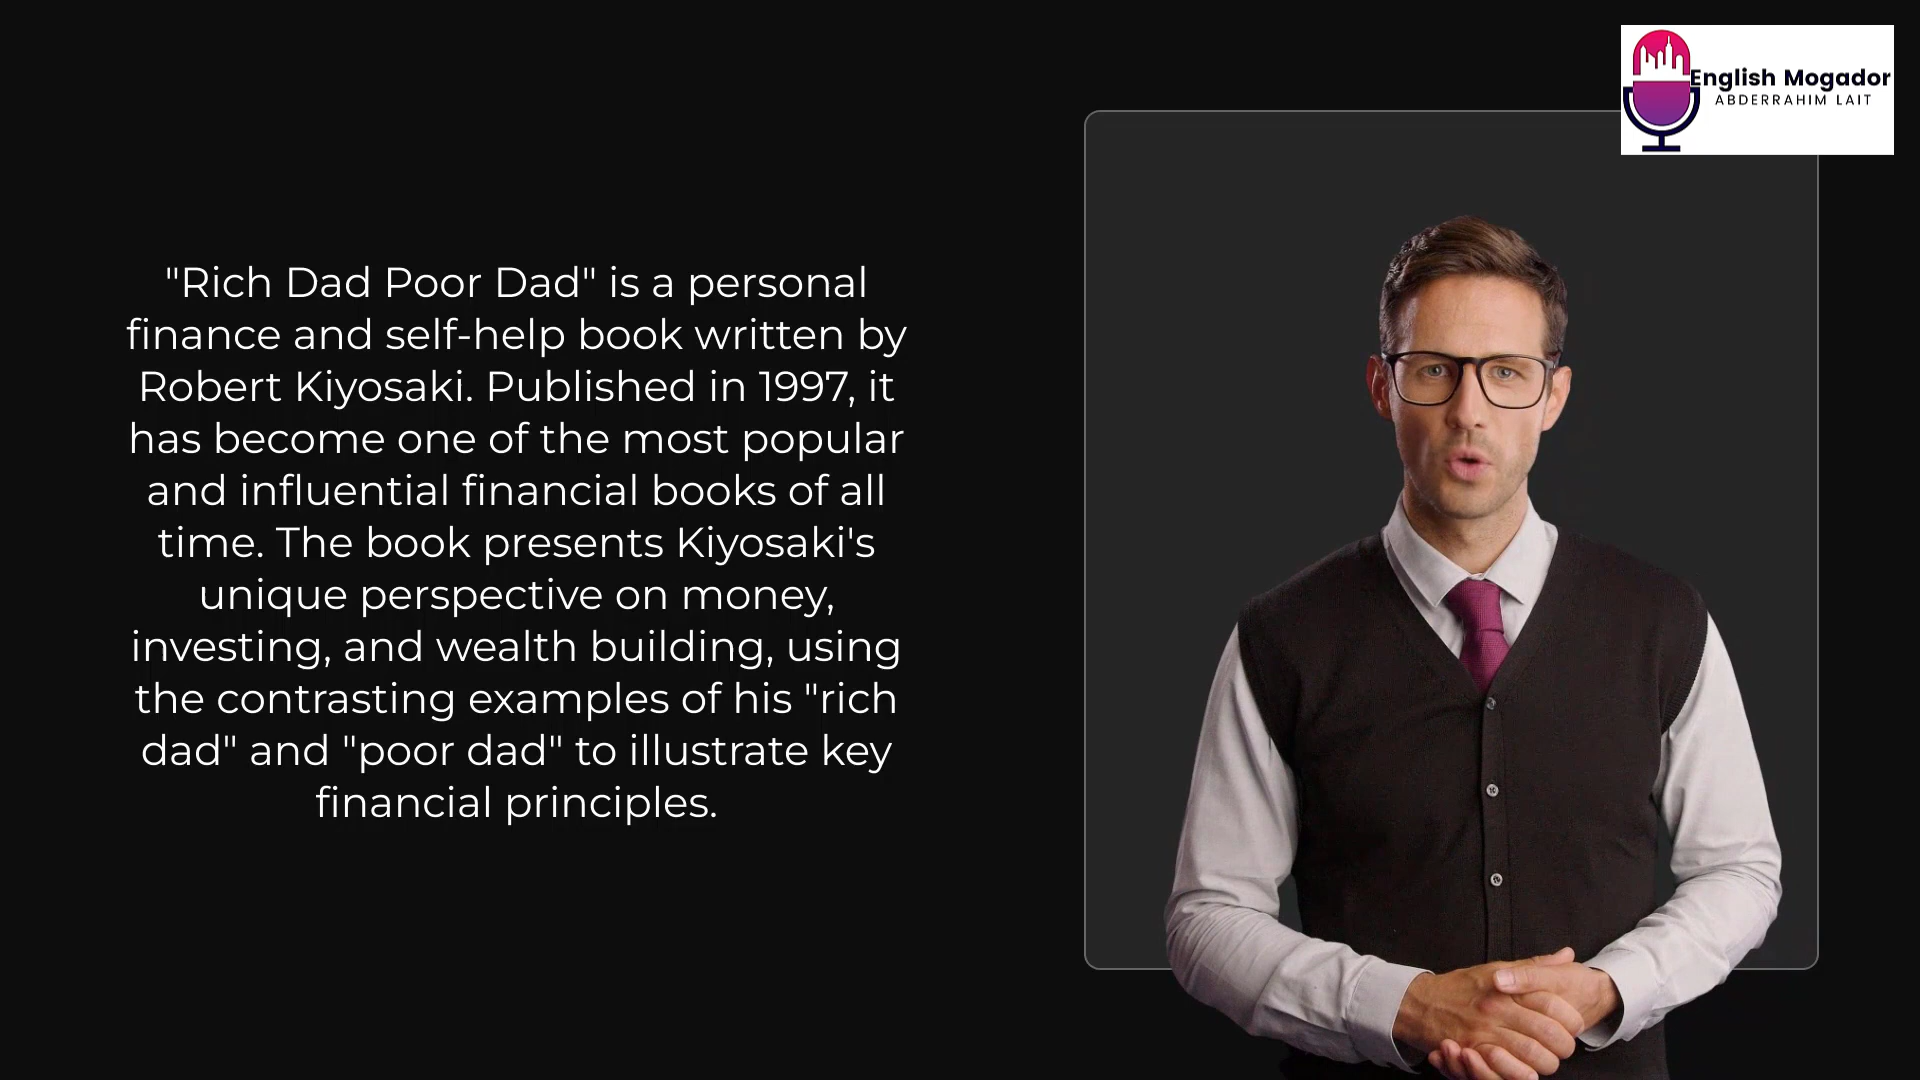 English Mogador
ABDERRAHIM LAIT
"Rich Dad Poor Dad" is a personal
finance and self-help book written by
Robert Kiyosaki. Published in 1997, it
has become one of the most popular
and influential financial books of all
time. The book presents Kiyosaki's
unique perspective on money,
investing, and wealth building, using
the contrasting examples of his "rich
dad" and "poor dad" to illustrate key
financial principles.